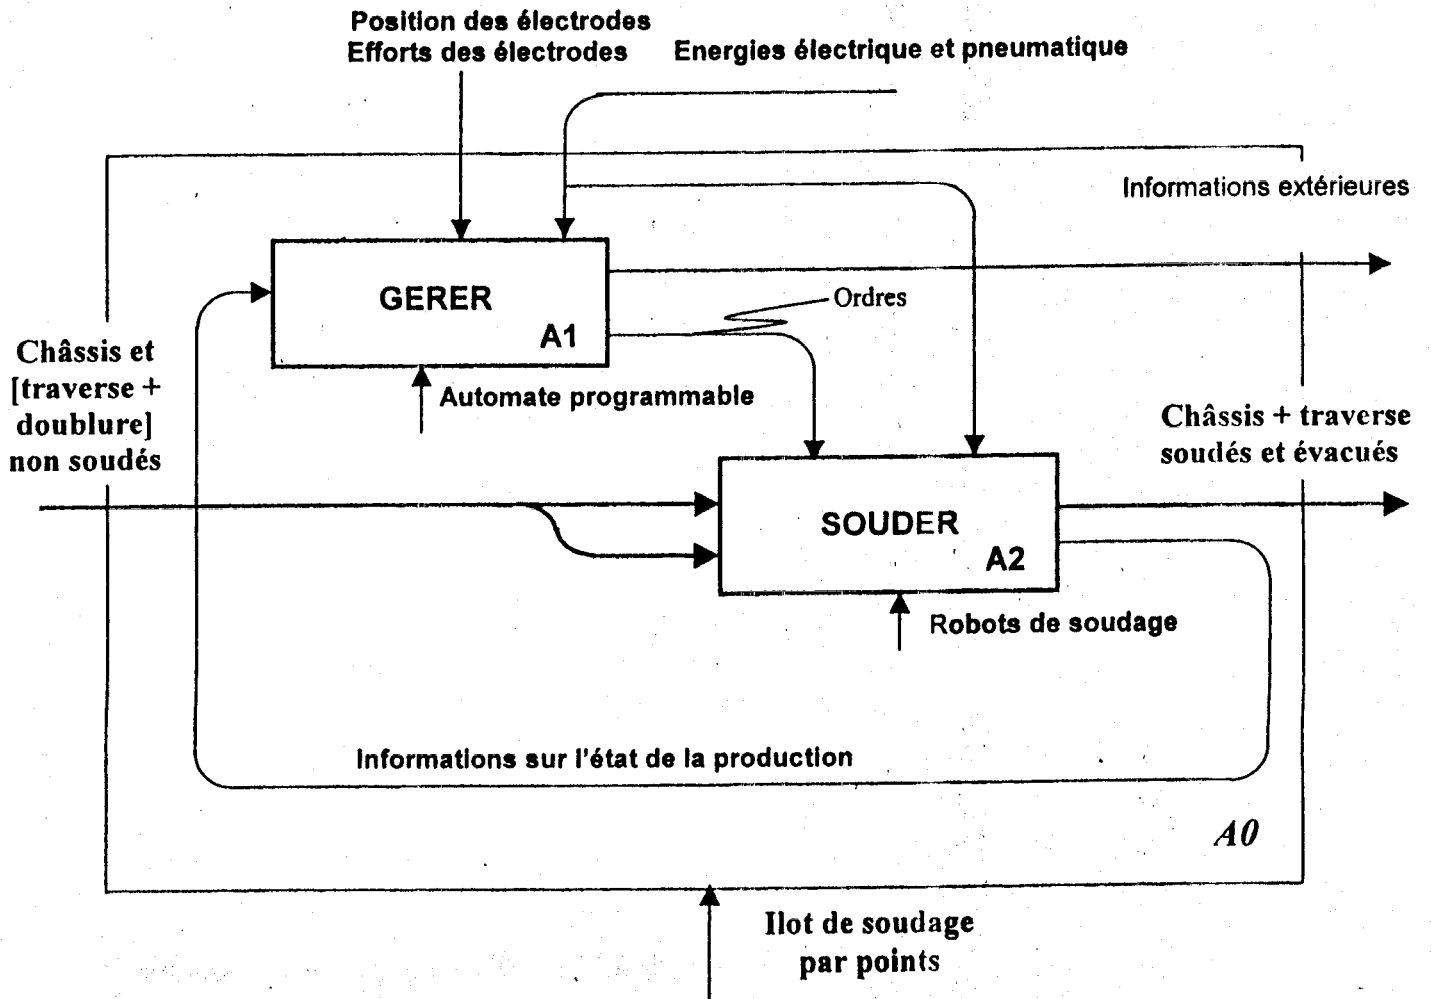 Position des électrodes
Efforts des électrodes
Energies électrique et pneumatique
Informations extérieures
GERER
A1
Ordres
Châssis et
[traverse +
doublure]
non soudés
Automate programmable
Châssis + traverse
soudés et évacués
SOUDER
A2
Robots de soudage
Informations sur l'état de la production
A0
Ilot de soudage
par points